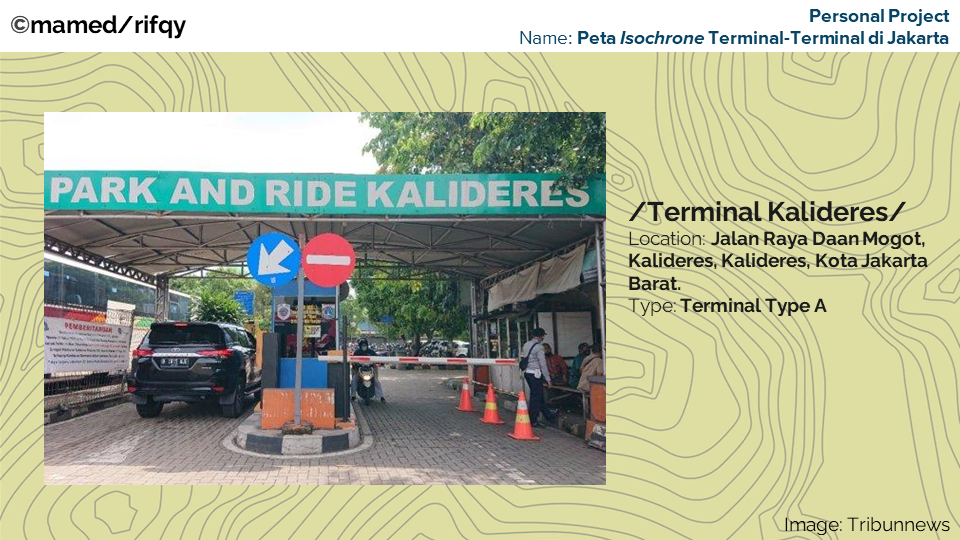 ©mamed/rifqy
Personal Project
Name: Peta Isochrone Terminal-Terminal di Jakarta
PARK AND RIDE KALIDERES
PEMBERITAHUAN
/Terminal Kalideres/
Location: Jalan Raya Daan Mogot,
Kalideres, Kalideres, Kota Jakarta
Barat.
Type: Terminal Type A
Image: Tribunnews